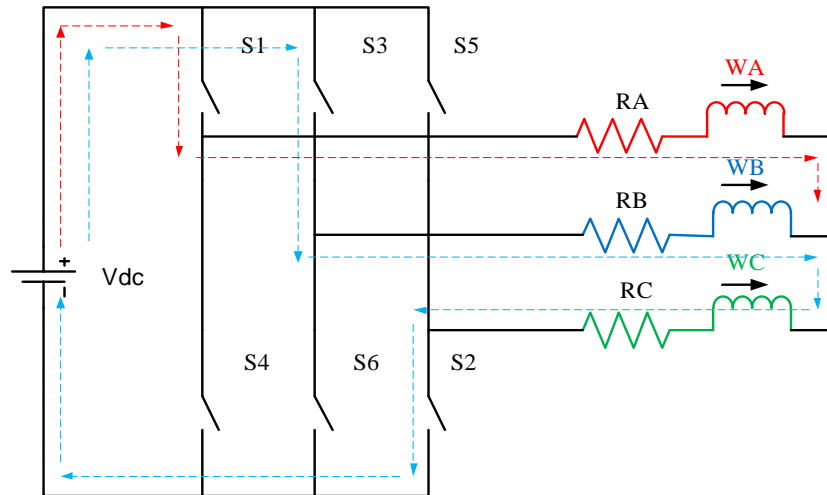 S1 S3 S5
WA
RA
WB
RB
+
Vdc
WC
RC
S4 S6 S2